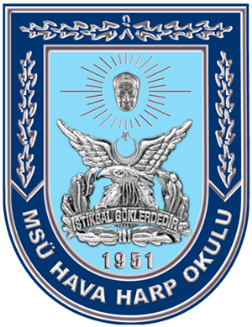 İSTİKBAL GÖKLERDEDİR
1951
MSÜ HAVA HARP OKULU